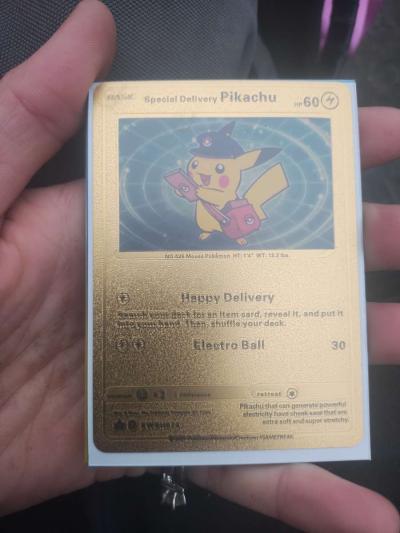 BASIC Special Delivery Pikachu HP 60
NO. 025 Mouse Pokémon HT: 1'4" WT: 13.2 lbs.
Happy Delivery
Search your deck for an Item card, reveal it, and put it
into your hand. Then, shuffle your deck.
Electro Ball 30
×2
retreat
Pikachu that can generate powerful
electricity have cheek sacs that are
extra soft and super stretchy.
SWSH074